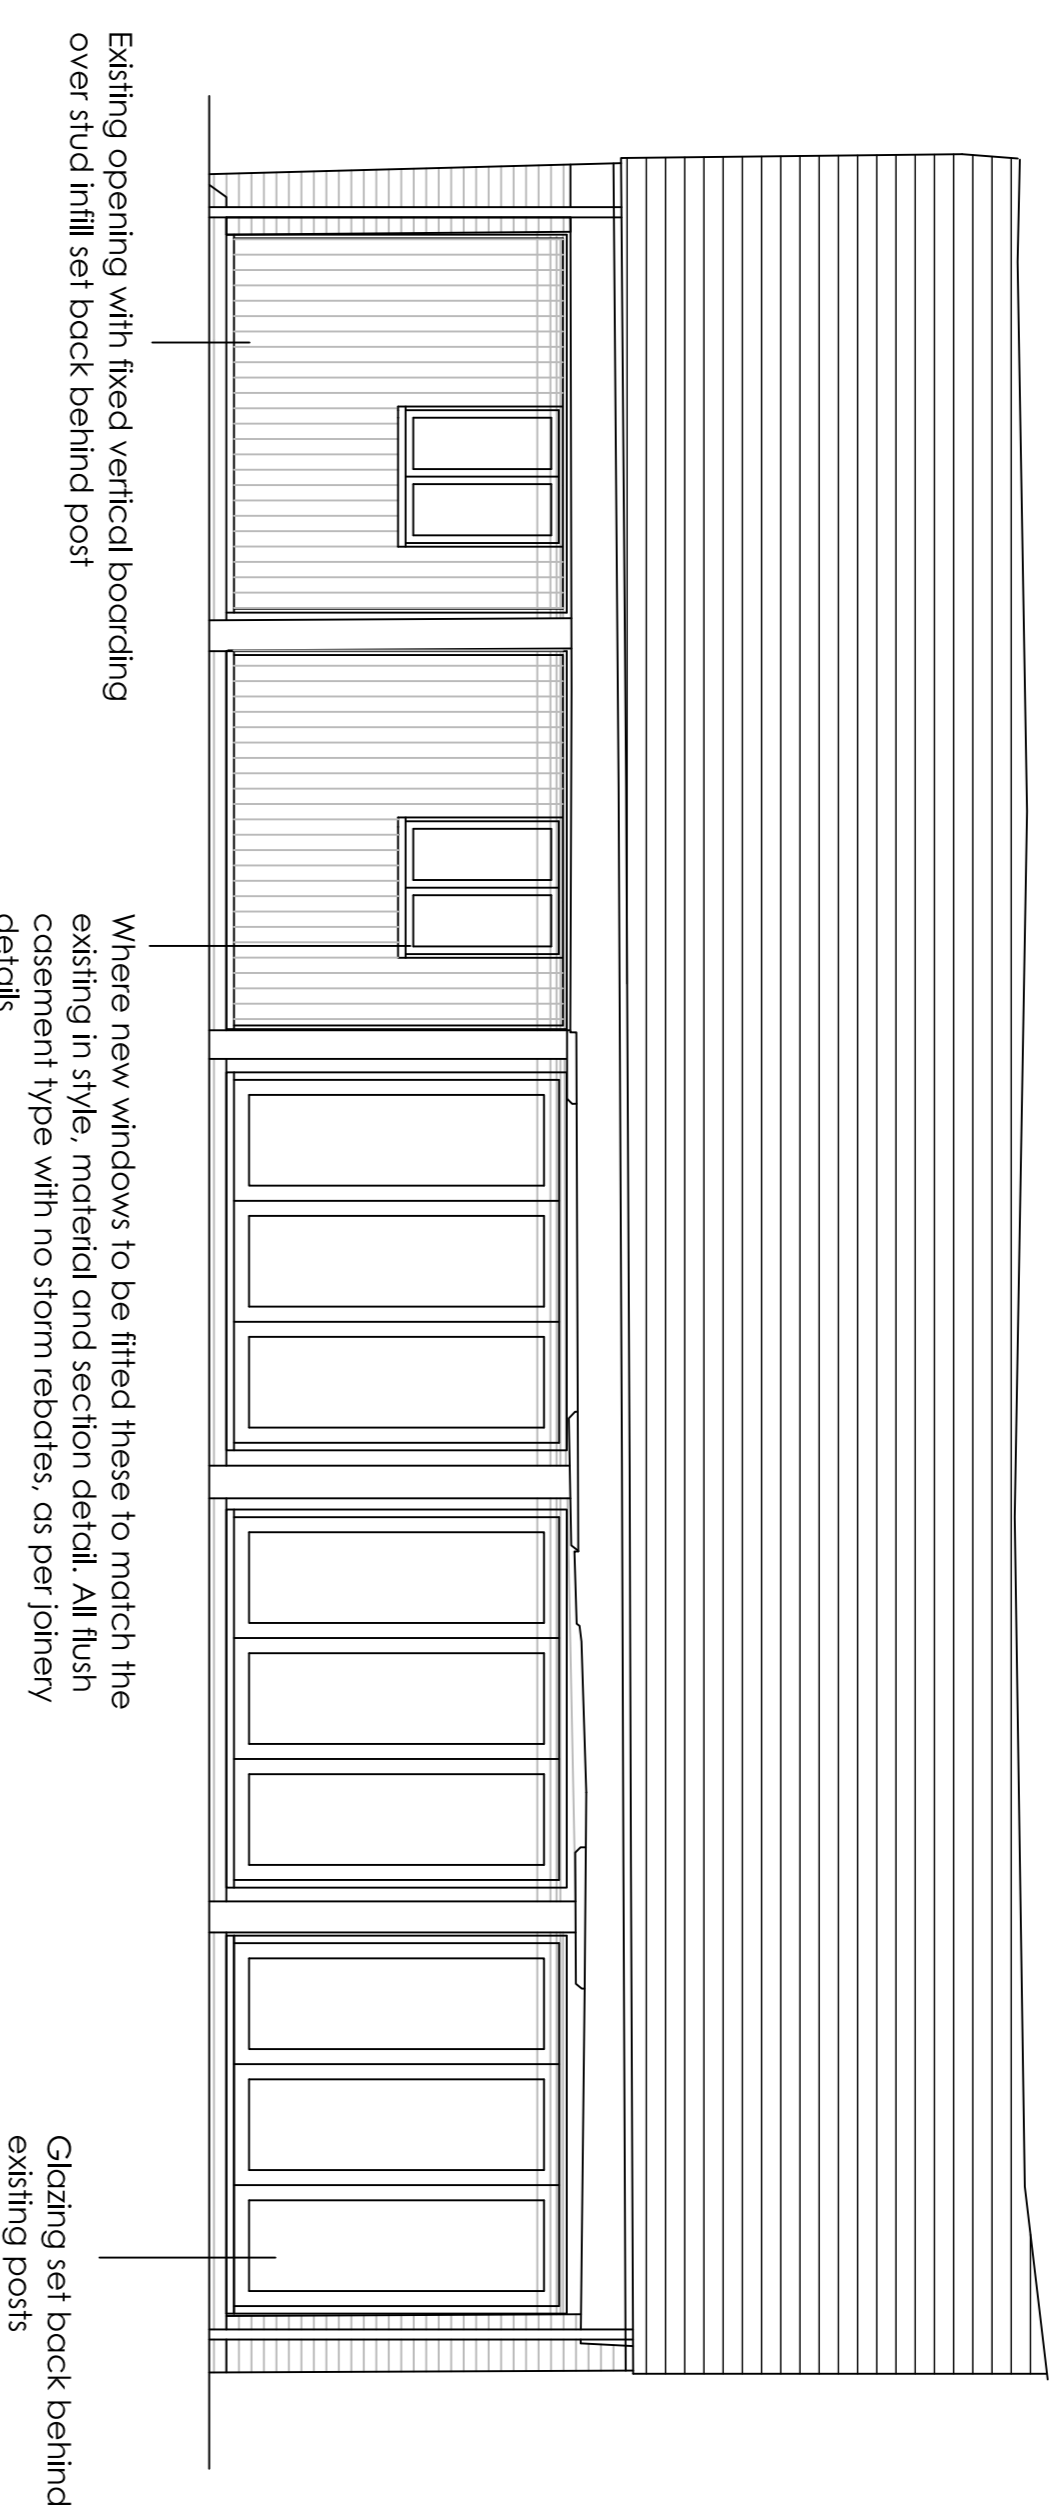 Existing opening with fixed vertical boarding
over stud infill set back behind post
Where new windows to be fitted these to match the
existing in style, material and section detail. All flush
casement type with no storm rebates, as per joinery
details
Glazing set back behind
existing posts